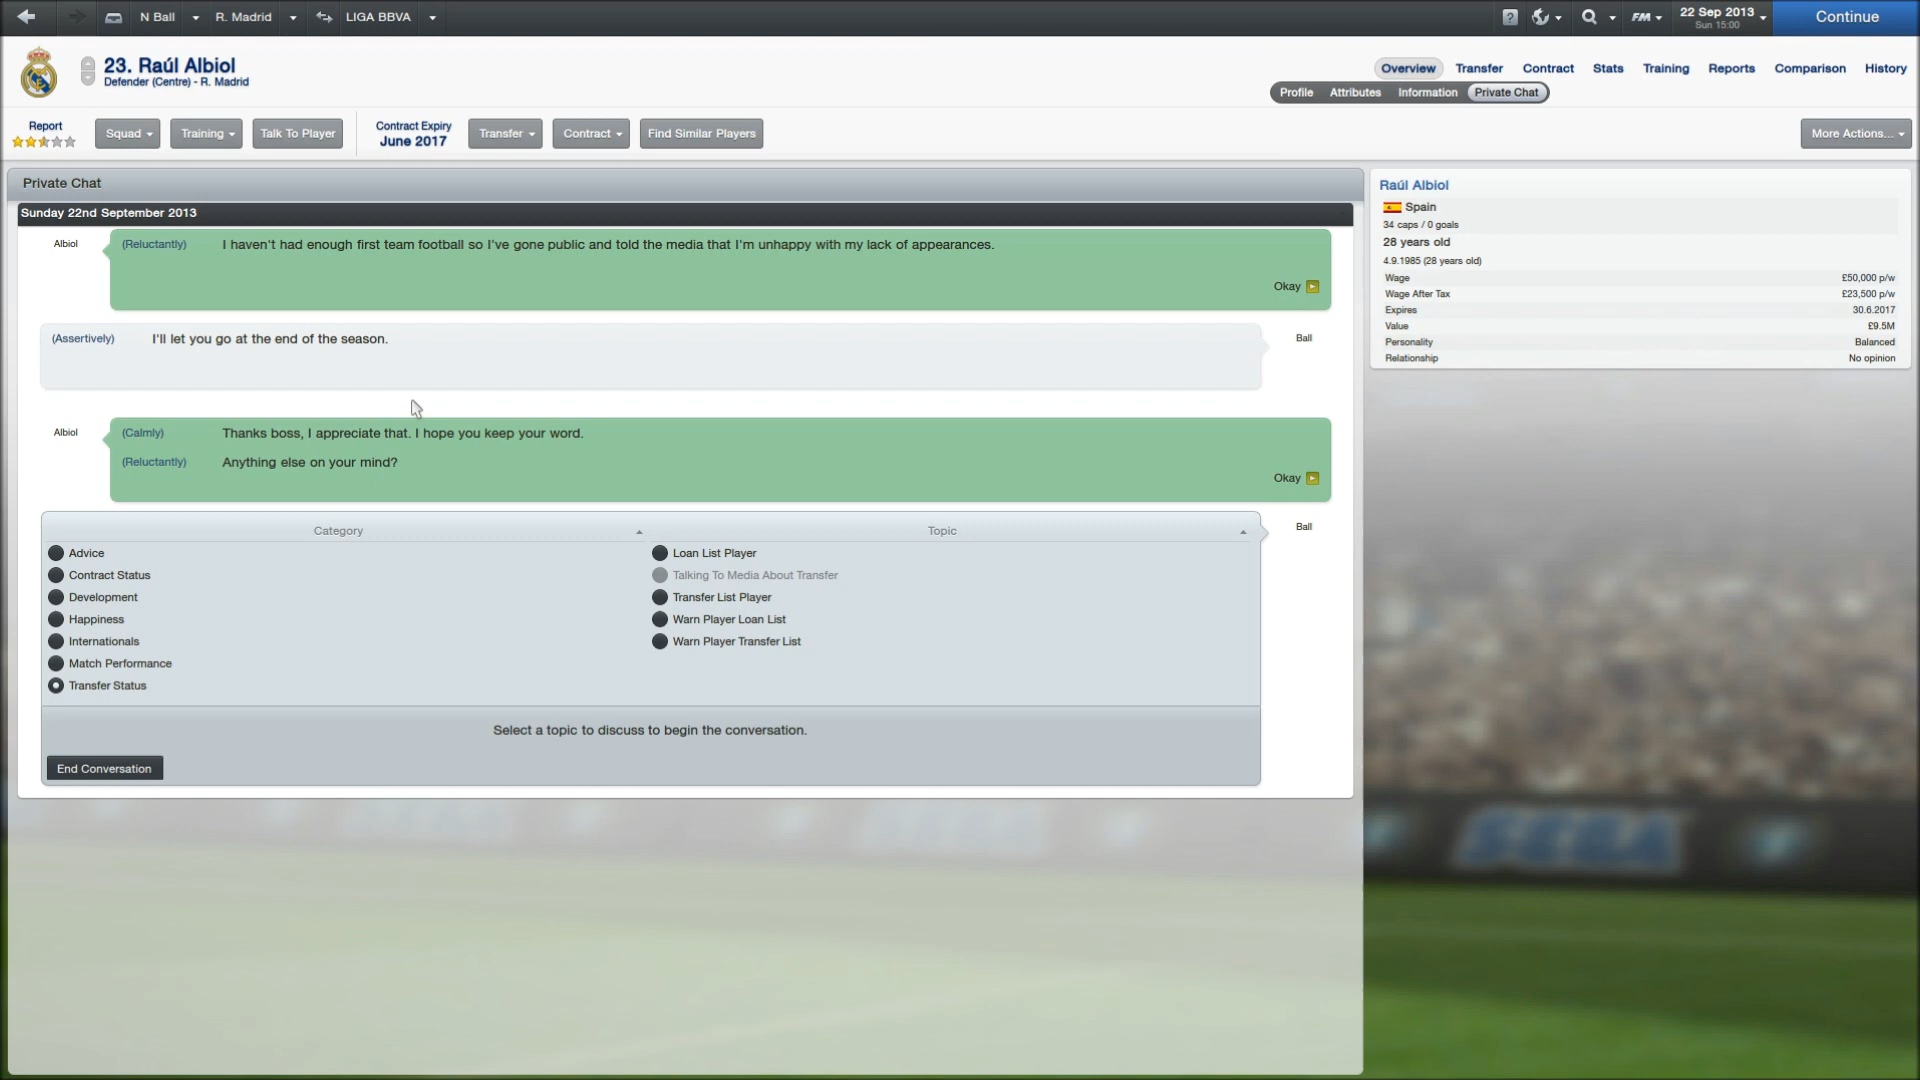 N Ball
R. Madrid
LIGA BBVA
?
FM
22 Sep 2013
Sun 15:00
Continue
23. Raúl Albiol
Defender (Centre) - R. Madrid
Overview Transfer Contract Stats Training Reports Comparison History
Profile Attributes Information Private Chat
Report
Squad
Training
Talk To Player
Contract Expiry
June 2017
Transfer
Contract
Find Similar Players
More Actions...
Private Chat
Sunday 22nd September 2013
Albiol
(Reluctantly) I haven't had enough first team football so I've gone public and told the media that I'm unhappy with my lack of appearances.
Okay
(Assertively) I'll let you go at the end of the season.
Ball
Albiol
(Calmly) Thanks boss, I appreciate that. I hope you keep your word.
(Reluctantly) Anything else on your mind?
Okay
Ball
Category
Topic
Advice
Contract Status
Development
Happiness
Internationals
Match Performance
Transfer Status
Loan List Player
Talking To Media About Transfer
Transfer List Player
Warn Player Loan List
Warn Player Transfer List
Select a topic to discuss to begin the conversation.
End Conversation
Raúl Albiol
Spain
34 caps / 0 goals
28 years old
4.9.1985 (28 years old)
Wage £50,000 p/w
Wage After Tax £23,500 p/w
Expires 30.6.2017
Value £9.5M
Personality Balanced
Relationship No opinion
SEGA